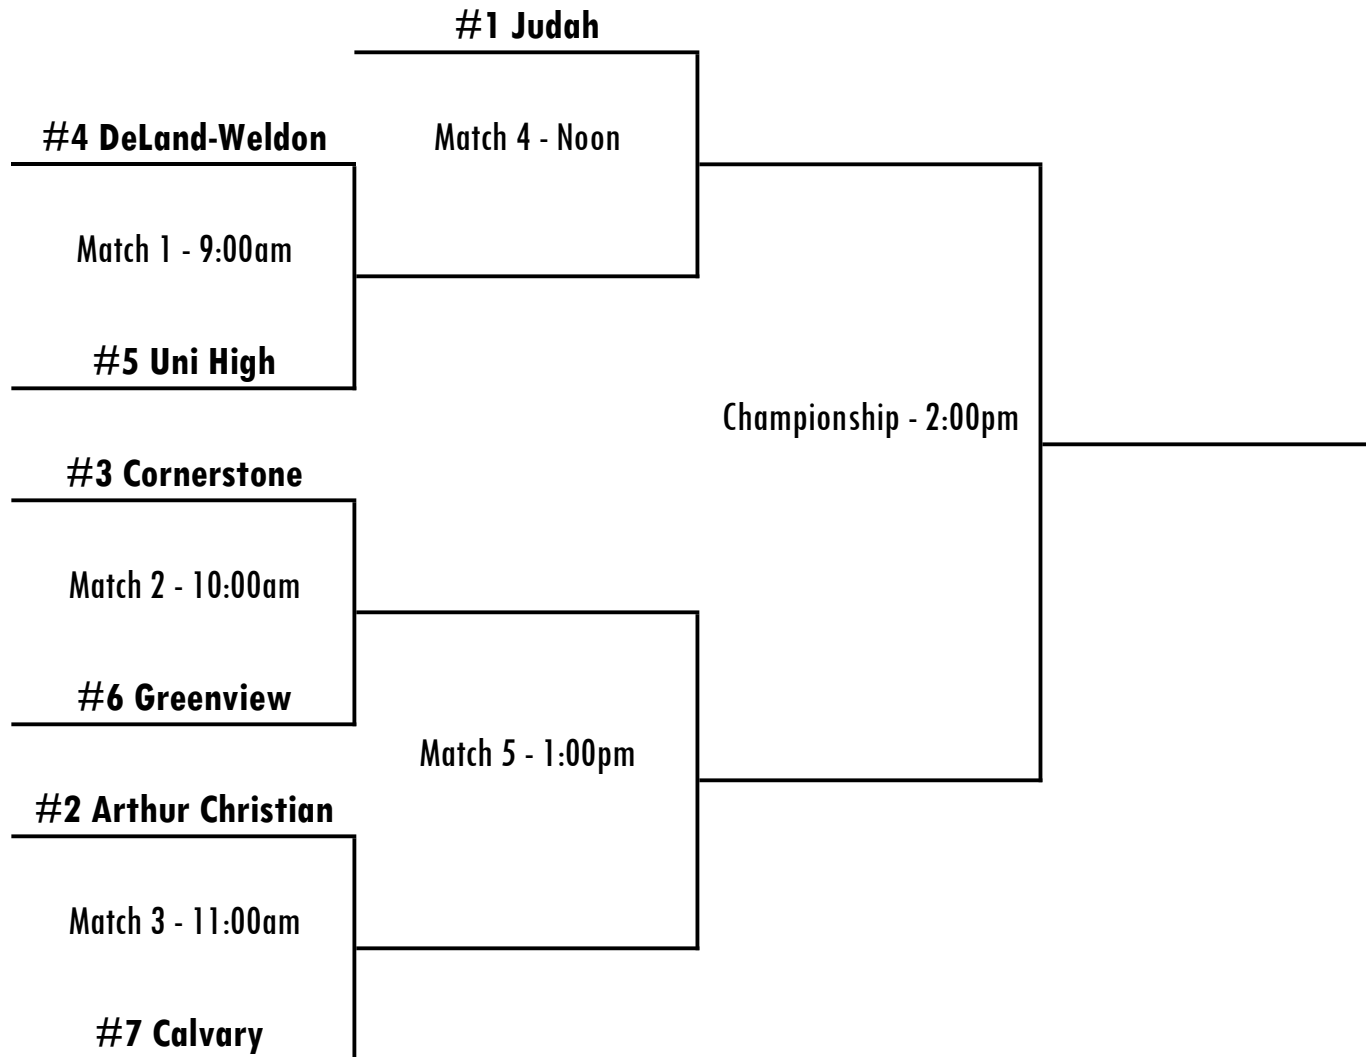 #1 Judah
#4 DeLand-Weldon
Match 4 - Noon
Match 1 - 9:00am
#5 Uni High
Championship - 2:00pm
#3 Cornerstone
Match 2 - 10:00am
#6 Greenview
Match 5 - 1:00pm
#2 Arthur Christian
Match 3 - 11:00am
#7 Calvary